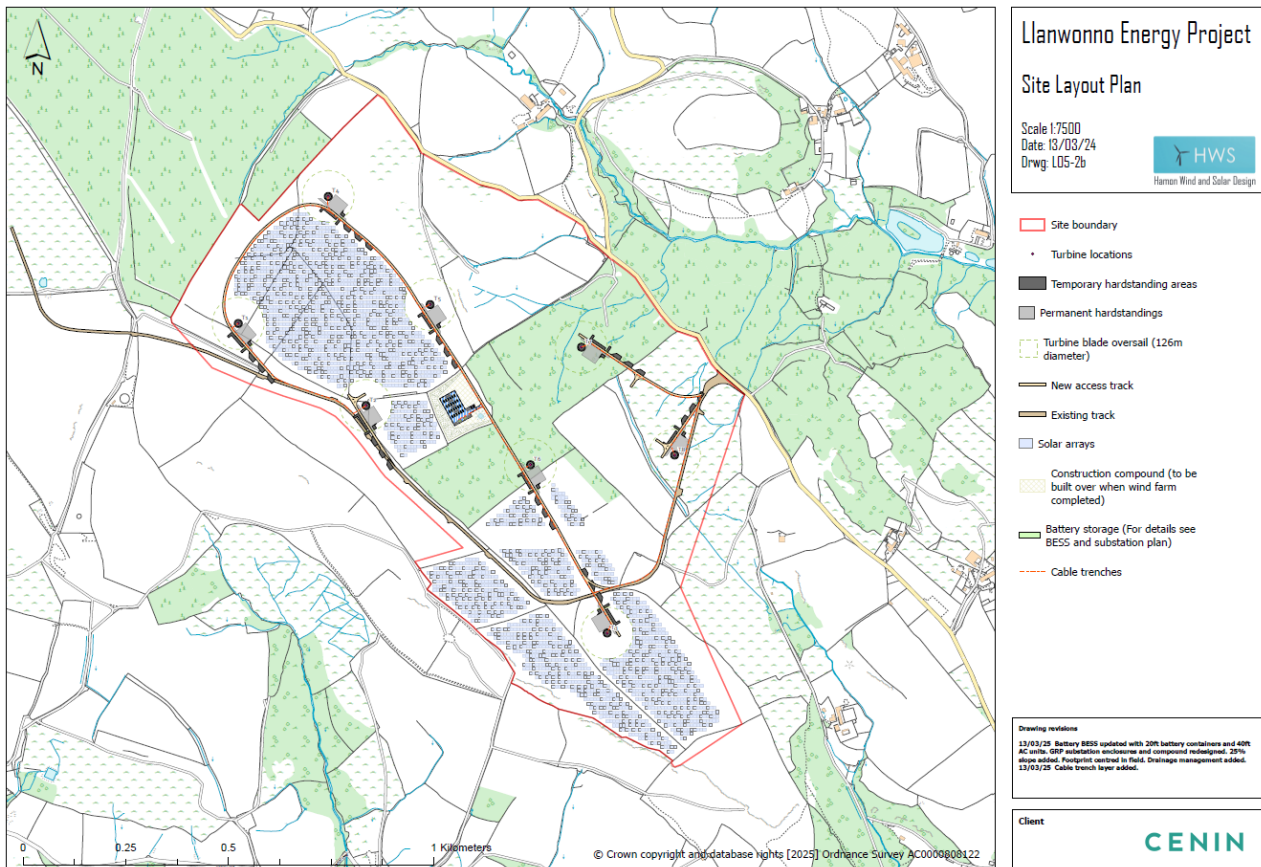 N
T4
T5
T6
0
0.25
0.5
1 Kilometers
© Crown copyright and database rights [2025] Ordnance Survey AC0000808122
Llanwonno Energy Project
Site Layout Plan
Scale 1:7500
Date: 13/03/24
Drwg: L05-2b
HWS
Hamon Wind and Solar Design
Site boundary
Turbine locations
Temporary hardstanding areas
Permanent hardstandings
Turbine blade oversail (126m
diameter)
New access track
Existing track
Solar arrays
Construction compound (to be
built over when wind farm
completed)
Battery storage (For details see
BESS and substation plan)
Cable trenches
Drawing revisions
13/03/25 Battery BESS updated with 20ft battery containers and 40ft
AC units. GRP substation enclosures and compound redesigned. 25%
slope added. Footprint centred in field. Drainage management added.
13/03/25 Cable trench layer added.
Client
CENIN